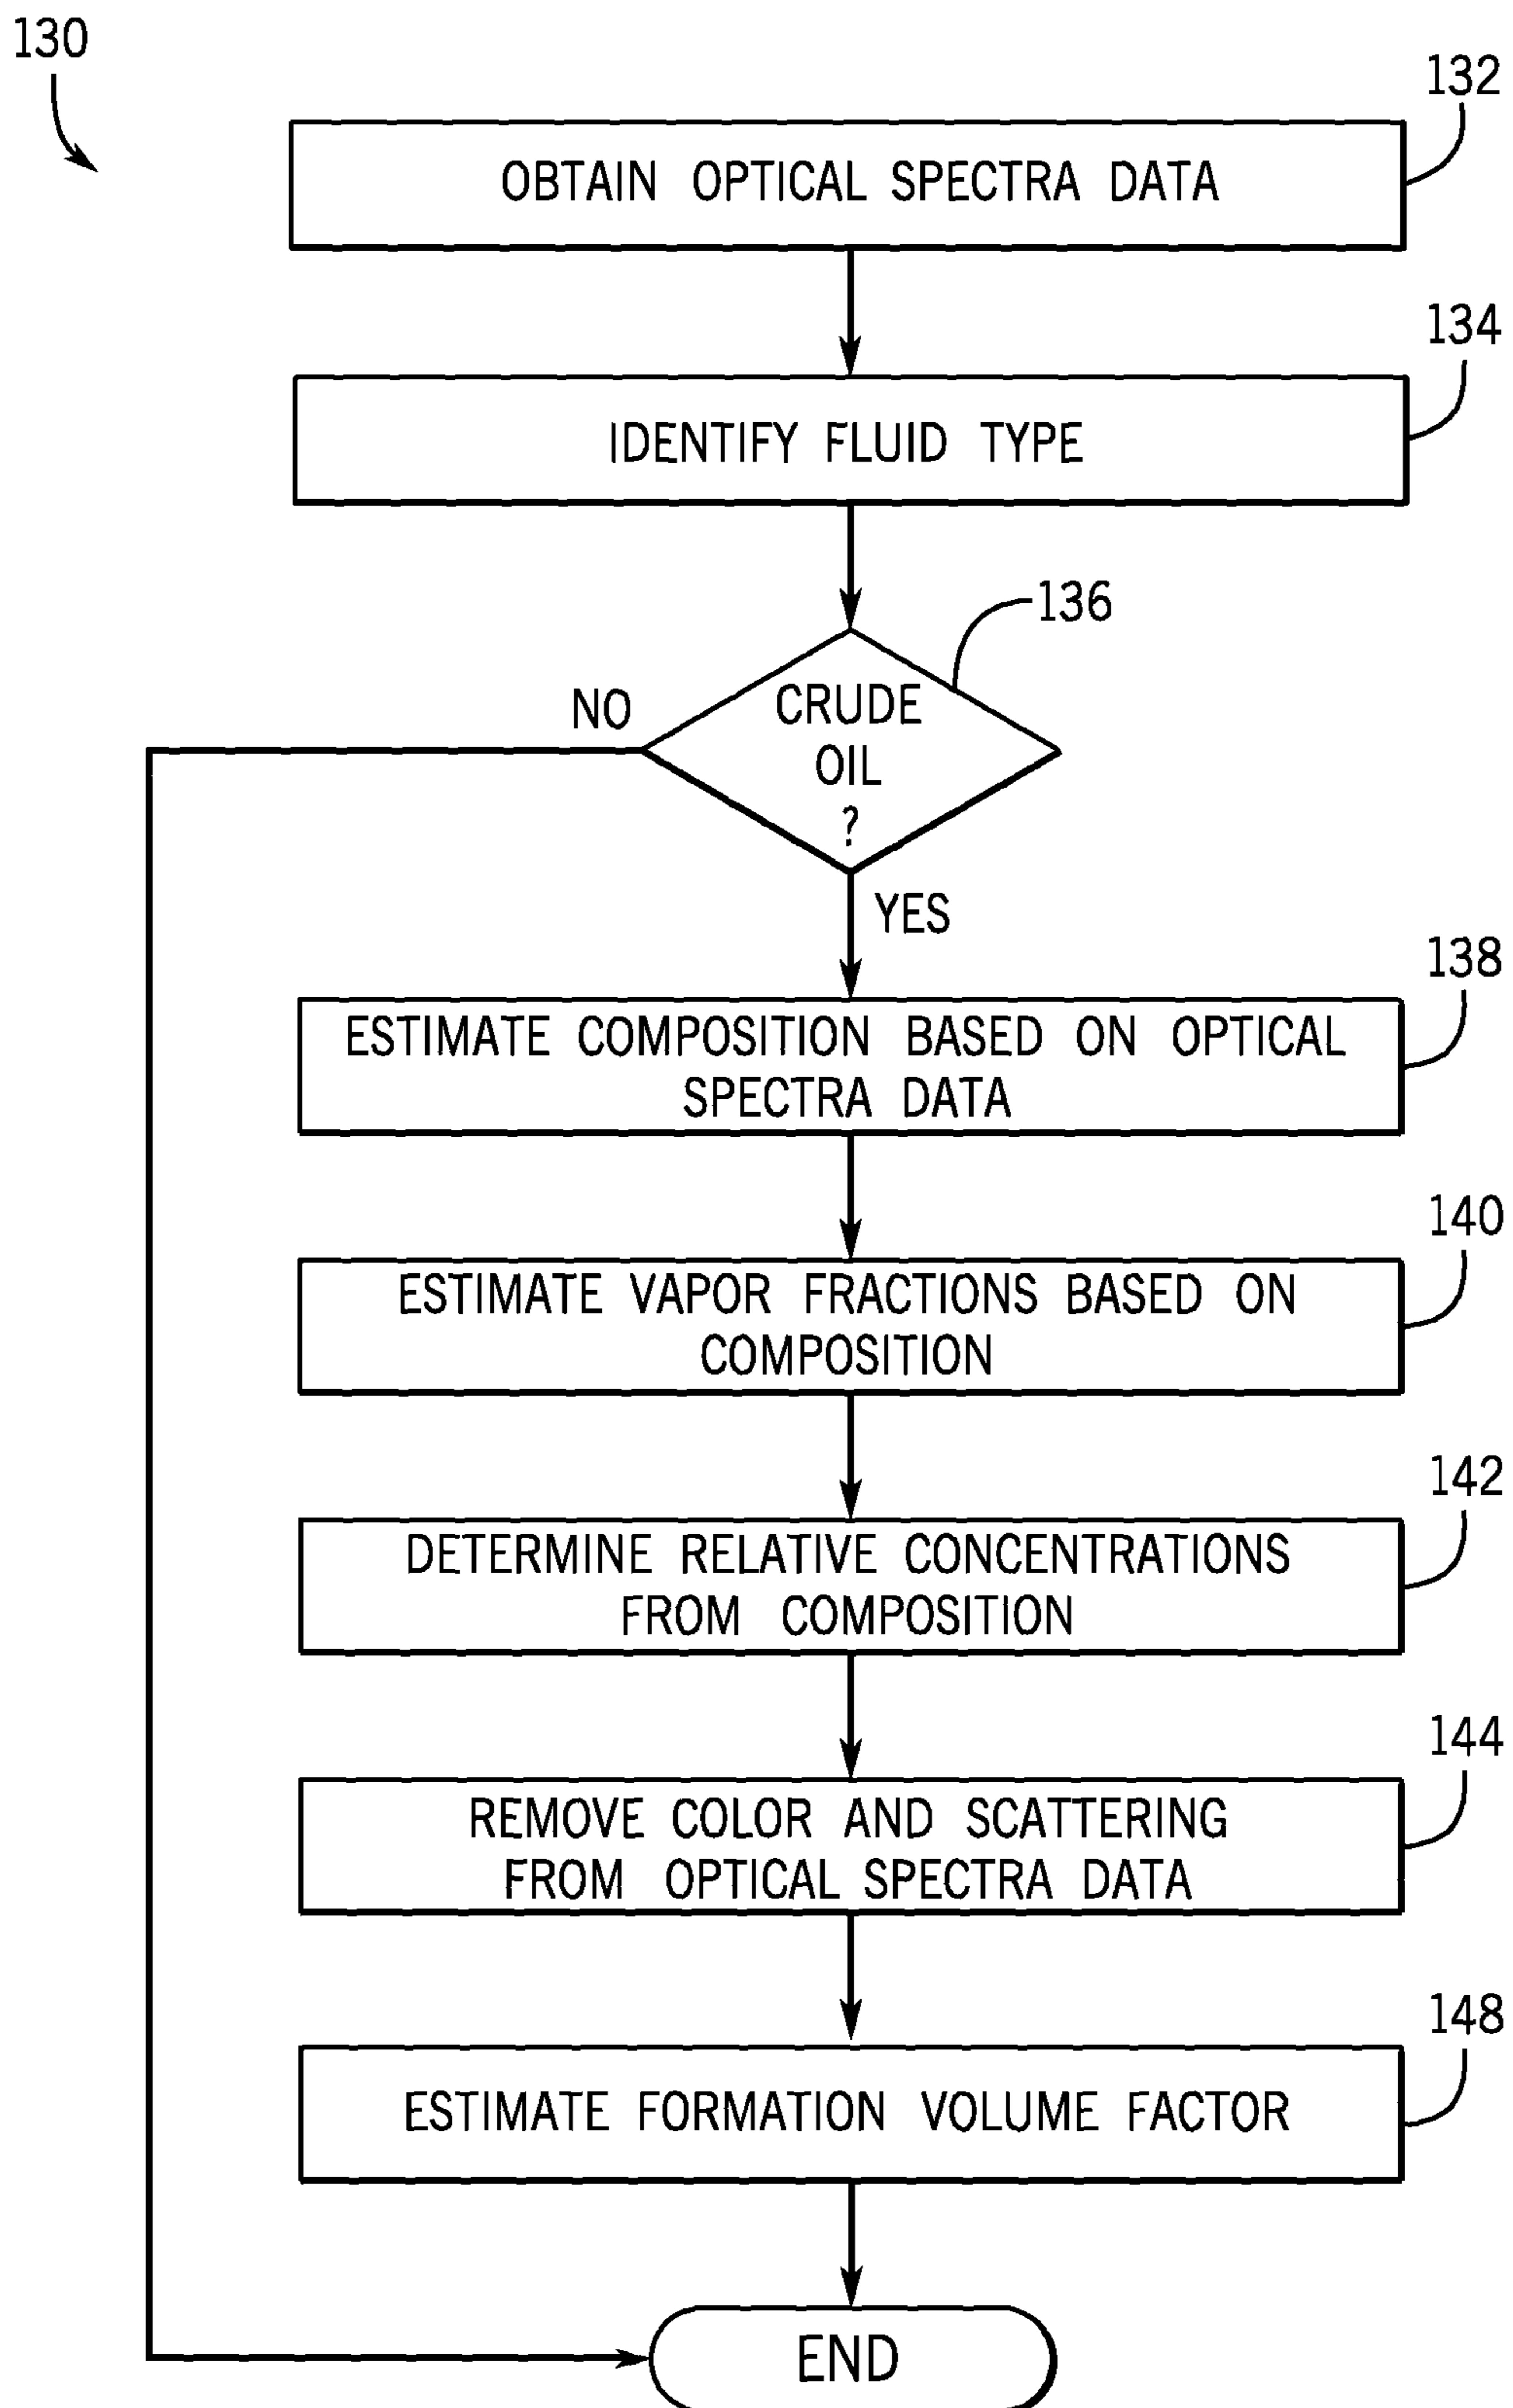 130
132
OBTAIN OPTICAL SPECTRA DATA
134
IDENTIFY FLUID TYPE
136
CRUDE
OIL
?
NO
YES
138
ESTIMATE COMPOSITION BASED ON OPTICAL
SPECTRA DATA
140
ESTIMATE VAPOR FRACTIONS BASED ON
COMPOSITION
142
DETERMINE RELATIVE CONCENTRATIONS
FROM COMPOSITION
144
REMOVE COLOR AND SCATTERING
FROM OPTICAL SPECTRA DATA
148
ESTIMATE FORMATION VOLUME FACTOR
END